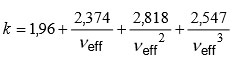 k = 1,96 + 2,374/ν_eff + 2,818/ν_eff² + 2,547/ν_eff³